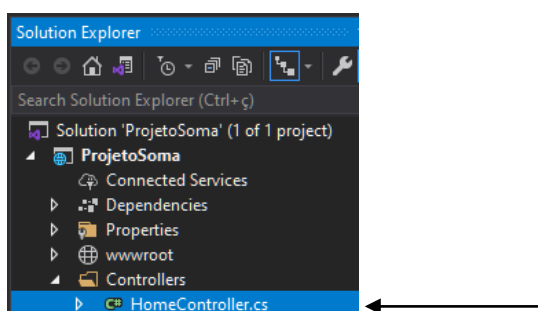 Solution Explorer
Search Solution Explorer (Ctrl+ç)
Solution 'ProjetoSoma' (1 of 1 project)
ProjetoSoma
Connected Services
Dependencies
Properties
wwwroot
Controllers
C# HomeController.cs